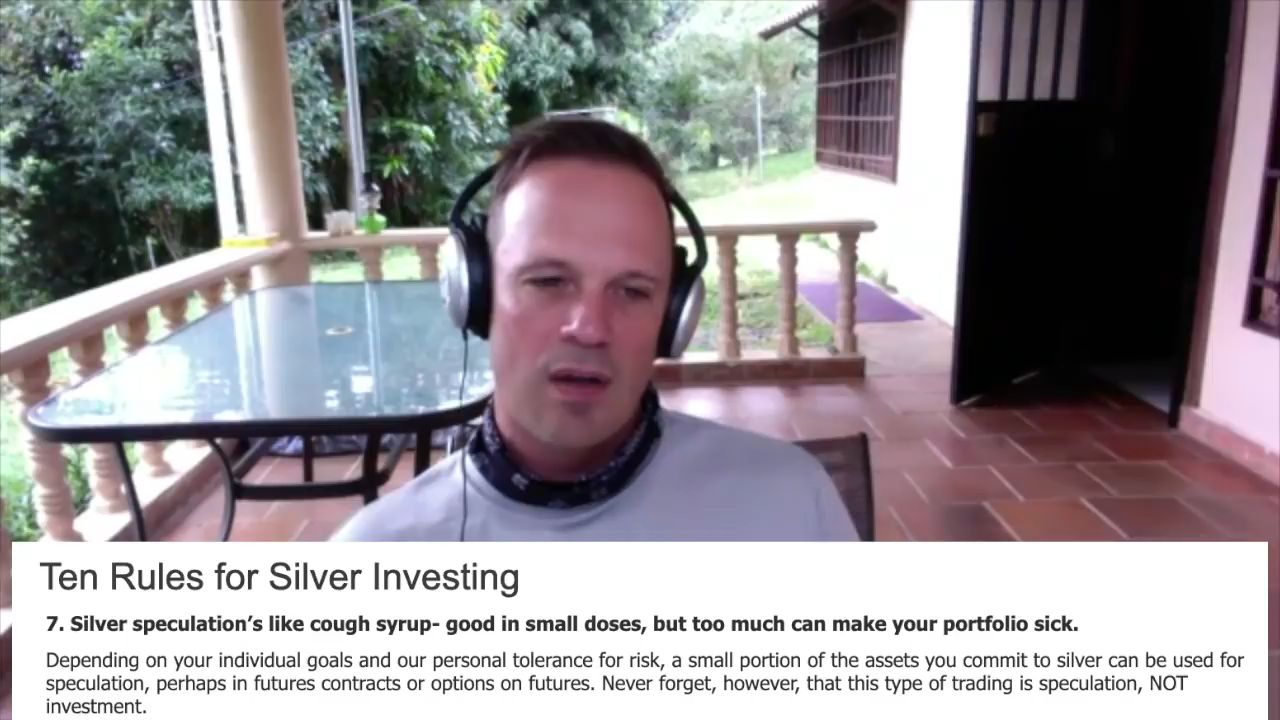 Ten Rules for Silver Investing
7. Silver speculation’s like cough syrup- good in small doses, but too much can make your portfolio sick.
Depending on your individual goals and our personal tolerance for risk, a small portion of the assets you commit to silver can be used for
speculation, perhaps in futures contracts or options on futures. Never forget, however, that this type of trading is speculation, NOT
investment.